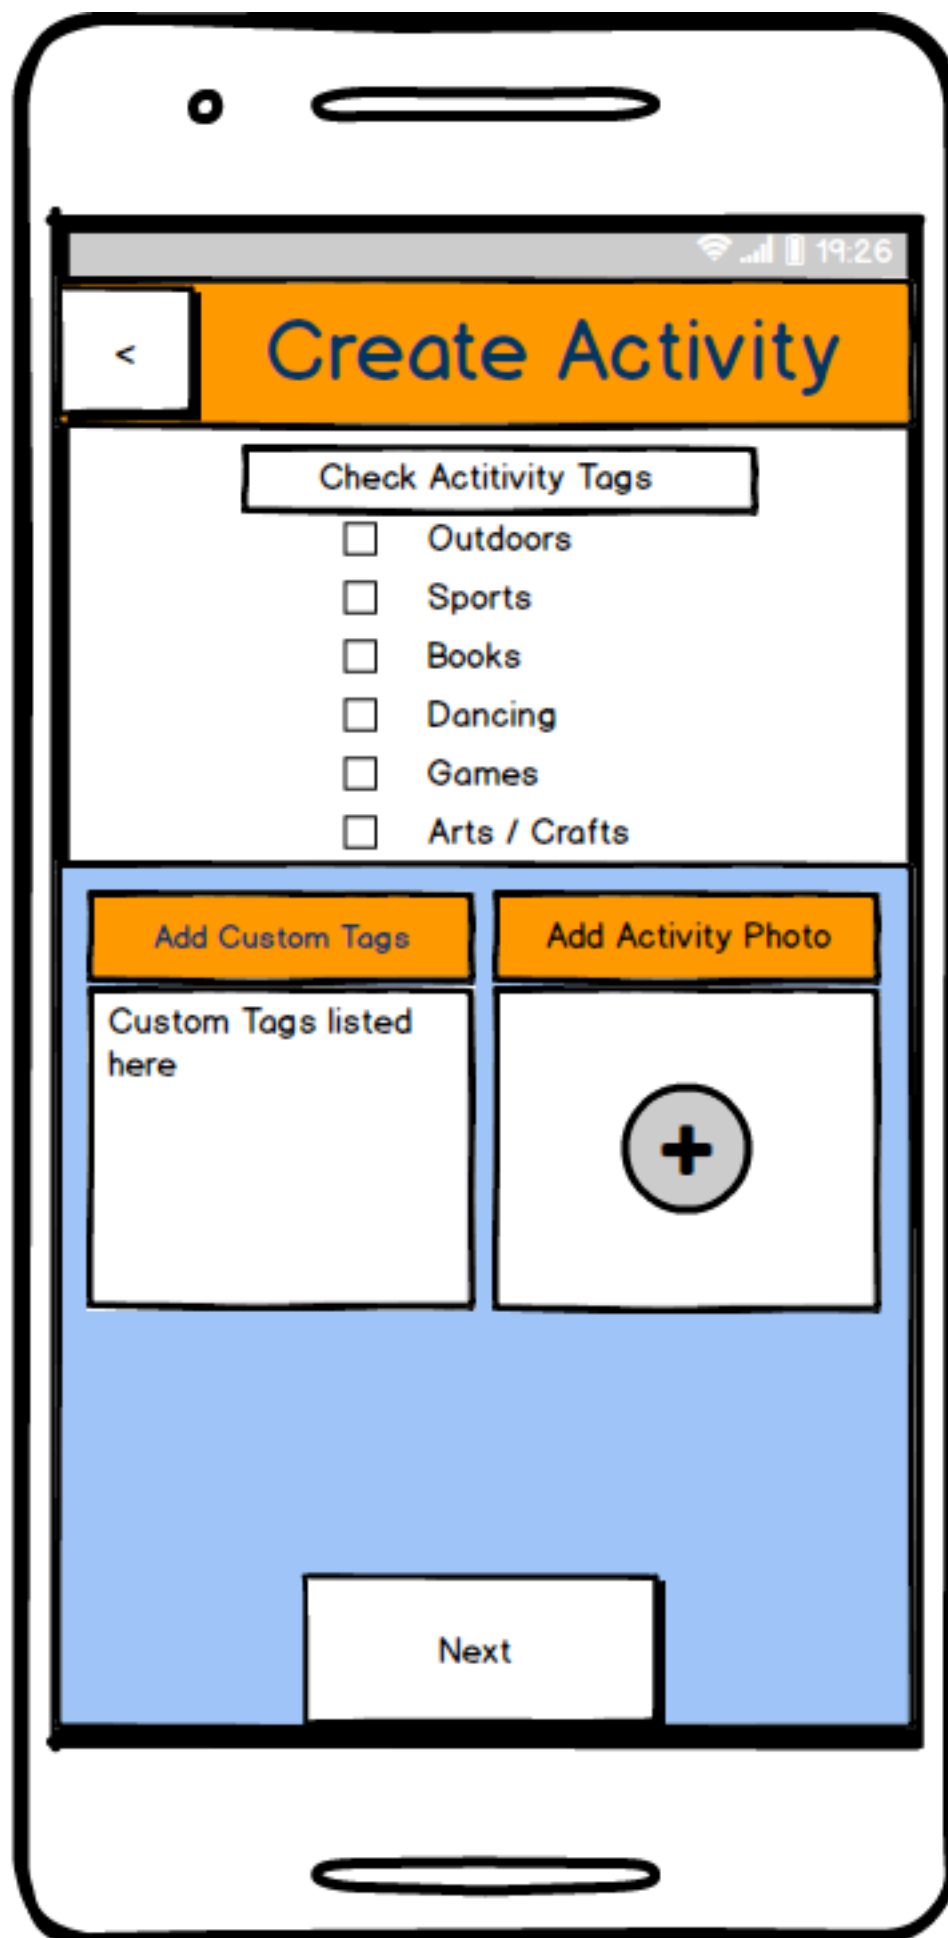 19:26
<
Create Activity
Check Actitivity Tags
Outdoors
Sports
Books
Dancing
Games
Arts / Crafts
Add Custom Tags
Add Activity Photo
Custom Tags listed
here
+
Next